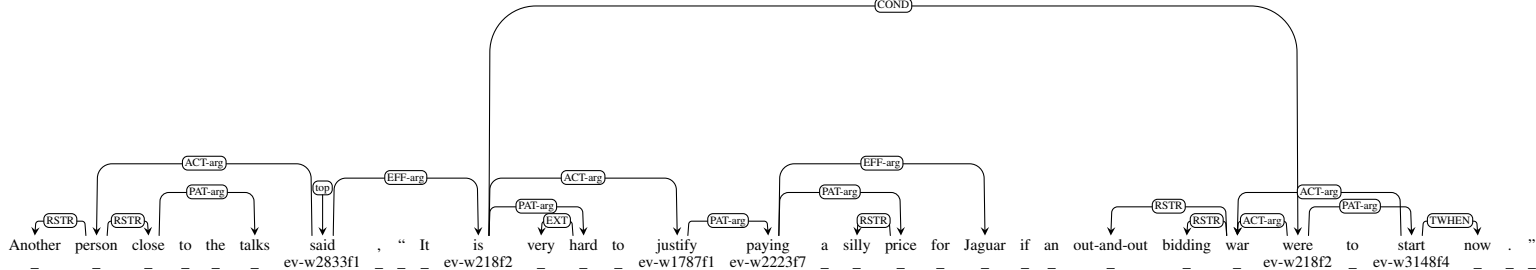 COND
ACT-arg EFF-arg
top EFF-arg ACT-arg
PAT-arg PAT-arg ACT-arg
PAT-arg RSTR PAT-arg
RSTR RSTR EXT PAT-arg RSTR RSTR ACT-arg TWHEN
Another person close to the talks said , “ It is very hard to justify paying a silly price for Jaguar if an out-and-out bidding war were to start now . ”
_ _ _ _ _ _ ev-w2833f1 _ _ _ ev-w218f2 _ _ _ ev-w1787f1 ev-w2223f7 _ _ _ _ _ _ _ _ _ _ ev-w218f2 _ ev-w3148f4 _ _ _